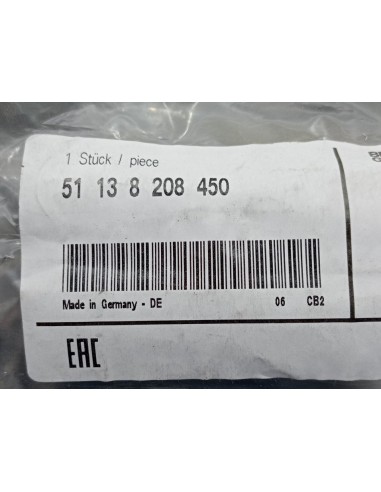 1 Stück / piece
51 13 8 208 450
Made in Germany - DE 06 CB2
EAC